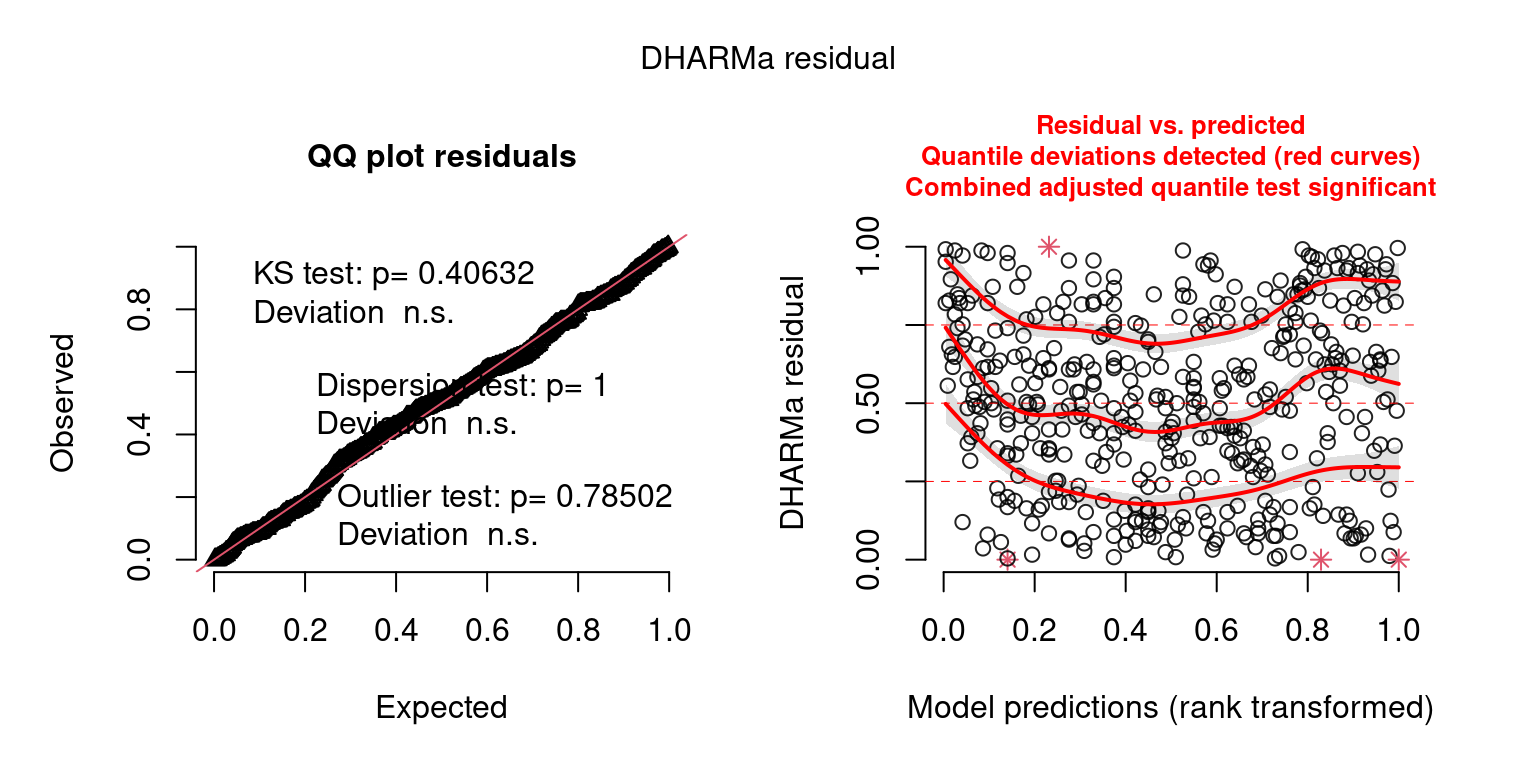 DHARMa residual
QQ plot residuals
KS test: p= 0.40632
Deviation  n.s.
Dispersion test: p= 1
Deviation  n.s.
Outlier test: p= 0.78502
Deviation  n.s.
Observed
0.0
0.4
0.8
0.0 0.2 0.4 0.6 0.8 1.0
Expected
Residual vs. predicted
Quantile deviations detected (red curves)
Combined adjusted quantile test significant
DHARMa residual
0.00
0.50
1.00
0.0 0.2 0.4 0.6 0.8 1.0
Model predictions (rank transformed)